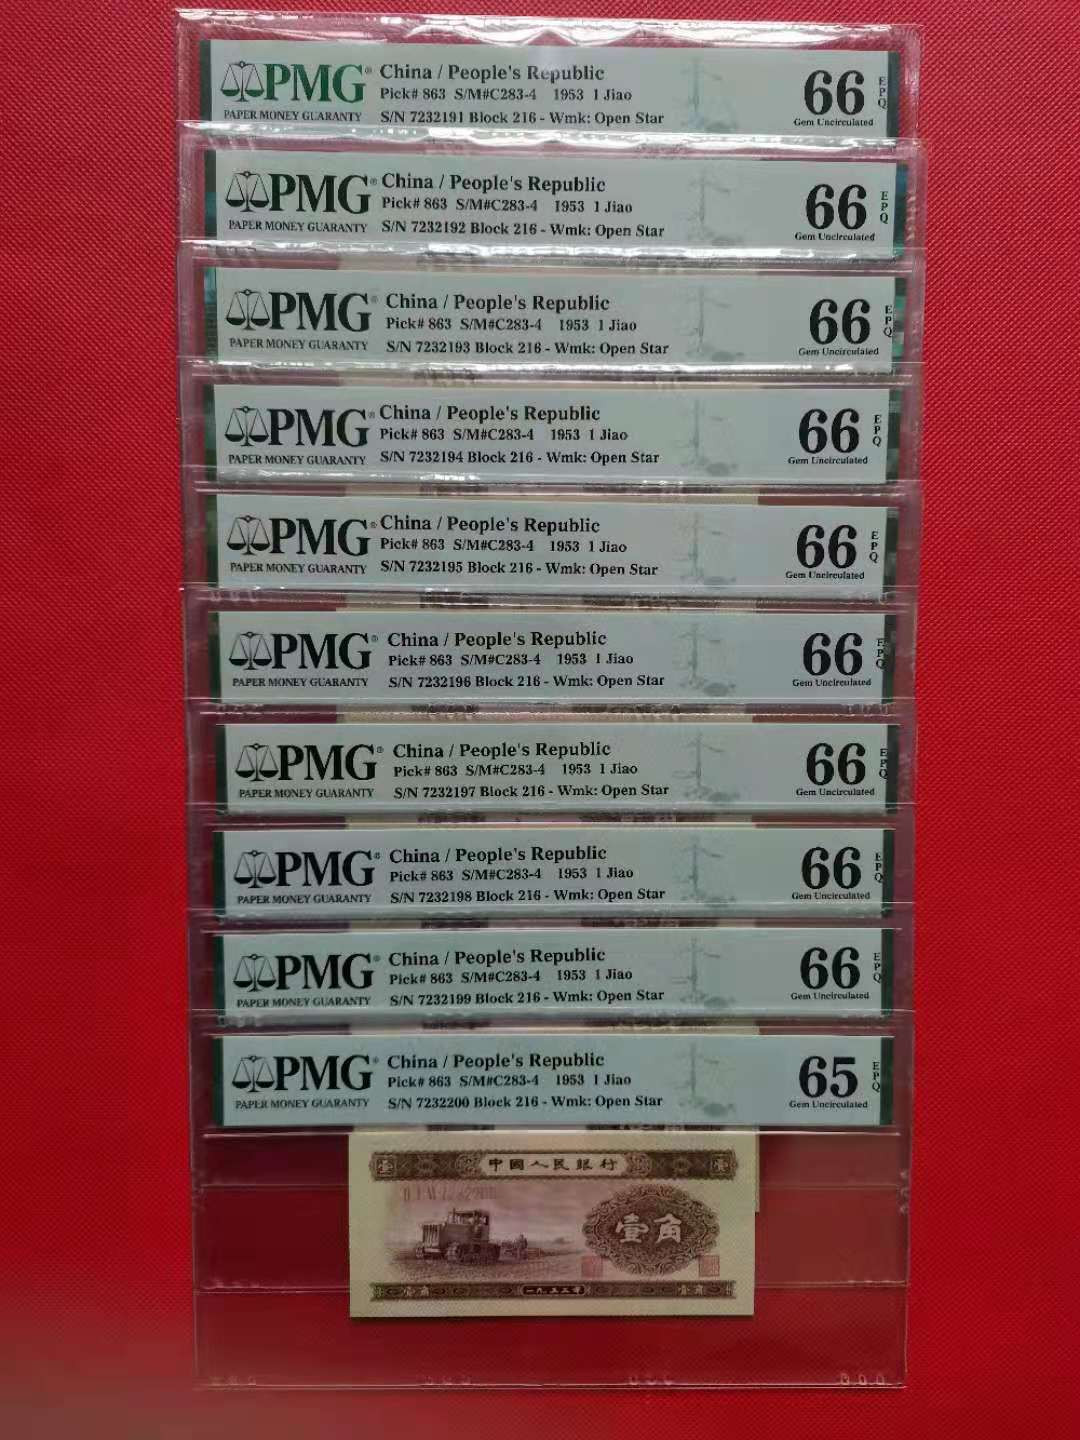 PMG®
PAPER MONEY GUARANTY
China / People's Republic
Pick# 863 S/M#C283-4 1953 1 Jiao
S/N 7232191 Block 216 - Wmk: Open Star
66
EPQ
Gem Uncirculated
PMG®
PAPER MONEY GUARANTY
China / People's Republic
Pick# 863 S/M#C283-4 1953 1 Jiao
S/N 7232192 Block 216 - Wmk: Open Star
66
EPQ
Gem Uncirculated
PMG®
PAPER MONEY GUARANTY
China / People's Republic
Pick# 863 S/M#C283-4 1953 1 Jiao
S/N 7232193 Block 216 - Wmk: Open Star
66
EPQ
Gem Uncirculated
PMG®
PAPER MONEY GUARANTY
China / People's Republic
Pick# 863 S/M#C283-4 1953 1 Jiao
S/N 7232194 Block 216 - Wmk: Open Star
66
EPQ
Gem Uncirculated
PMG®
PAPER MONEY GUARANTY
China / People's Republic
Pick# 863 S/M#C283-4 1953 1 Jiao
S/N 7232195 Block 216 - Wmk: Open Star
66
EPQ
Gem Uncirculated
PMG®
PAPER MONEY GUARANTY
China / People's Republic
Pick# 863 S/M#C283-4 1953 1 Jiao
S/N 7232196 Block 216 - Wmk: Open Star
66
EPQ
Gem Uncirculated
PMG®
PAPER MONEY GUARANTY
China / People's Republic
Pick# 863 S/M#C283-4 1953 1 Jiao
S/N 7232197 Block 216 - Wmk: Open Star
66
EPQ
Gem Uncirculated
PMG®
PAPER MONEY GUARANTY
China / People's Republic
Pick# 863 S/M#C283-4 1953 1 Jiao
S/N 7232198 Block 216 - Wmk: Open Star
66
EPQ
Gem Uncirculated
PMG®
PAPER MONEY GUARANTY
China / People's Republic
Pick# 863 S/M#C283-4 1953 1 Jiao
S/N 7232199 Block 216 - Wmk: Open Star
66
EPQ
Gem Uncirculated
PMG®
PAPER MONEY GUARANTY
China / People's Republic
Pick# 863 S/M#C283-4 1953 1 Jiao
S/N 7232200 Block 216 - Wmk: Open Star
65
EPQ
Gem Uncirculated
壹 中國人民銀行 壹
壹角
壹角 一九五三年 壹角